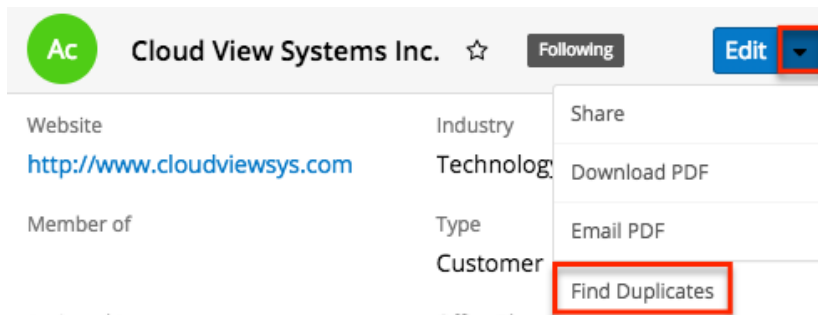 Ac Cloud View Systems Inc. Following Edit
Website Industry Share
http://www.cloudviewsys.com Technology Download PDF
Member of Type Email PDF
Customer
Find Duplicates